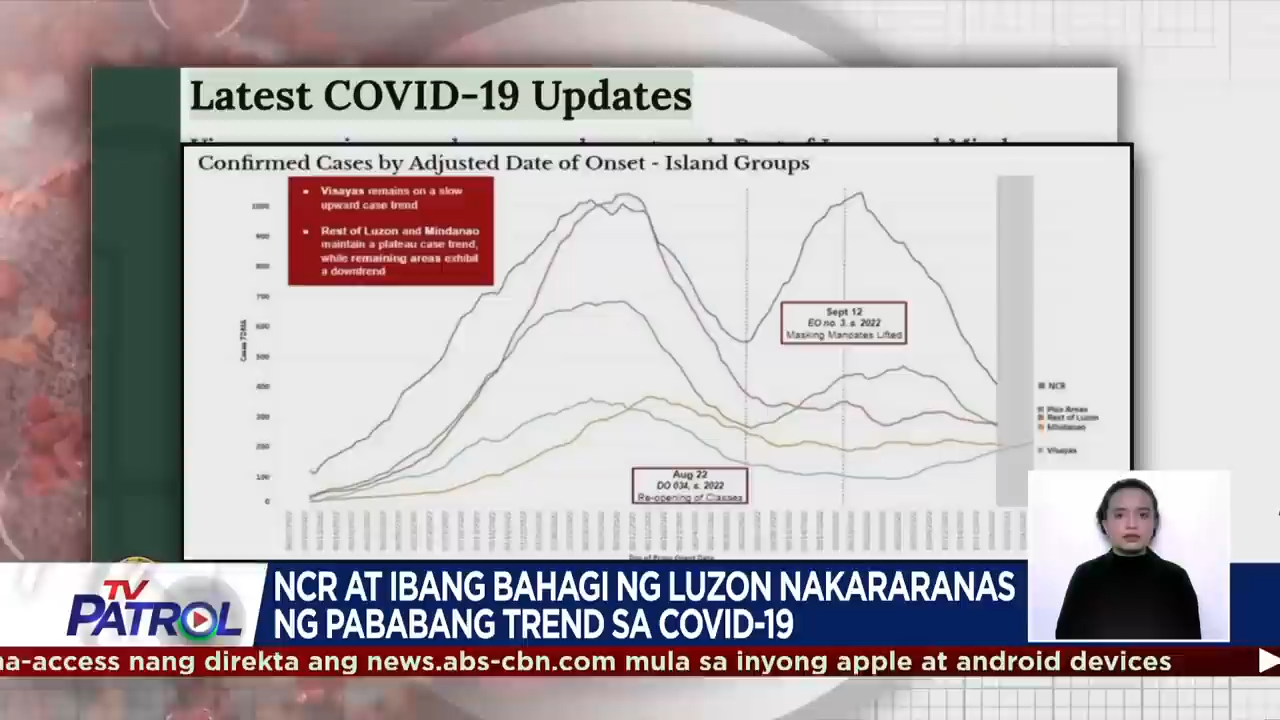 Latest COVID-19 Updates
Confirmed Cases by Adjusted Date of Onset - Island Groups
• Visayas remains on a slow
upward case trend
• Rest of Luzon and Mindanao
maintain a plateau case trend,
while remaining areas exhibit
a downtrend
900
800
700
600
500
400
300
200
100
0
Sept 12
EO no. 3, s. 2022
Masking Mandates Lifted
NCR
Plus Areas
Rest of Luzon
Mindanao
Visayas
Aug 22
DO 034, s. 2022
Re-opening of Classes
TV
PATROL
NCR AT IBANG BAHAGI NG LUZON NAKARARANAS
NG PABABANG TREND SA COVID-19
na-access nang direkta ang news.abs-cbn.com mula sa inyong apple at android devices